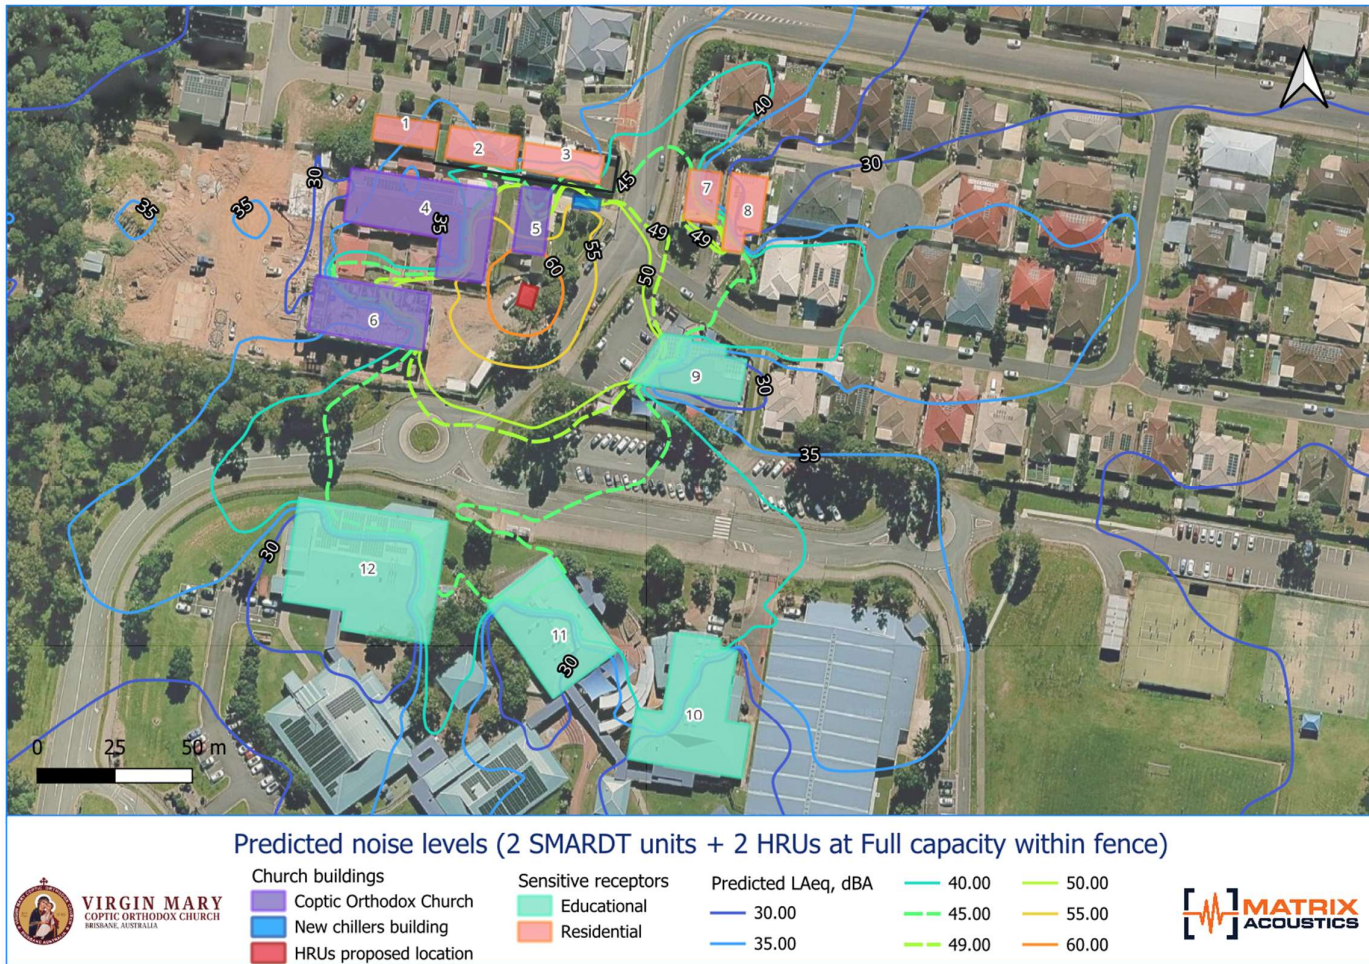 40
30
1
2
3
45
7
8
30
35
35
4
35
5
55
49
49
60
50
6
9
30
35
30
12
11
30
10
0 25 50 m
Predicted noise levels (2 SMARDT units + 2 HRUs at Full capacity within fence)
VIRGIN MARY
COPTIC ORTHODOX CHURCH
BRISBANE, AUSTRALIA
Church buildings
Coptic Orthodox Church
New chillers building
HRUs proposed location
Sensitive receptors
Educational
Residential
Predicted LAeq, dBA
30.00
35.00
40.00
45.00
49.00
50.00
55.00
60.00
MATRIX
ACOUSTICS